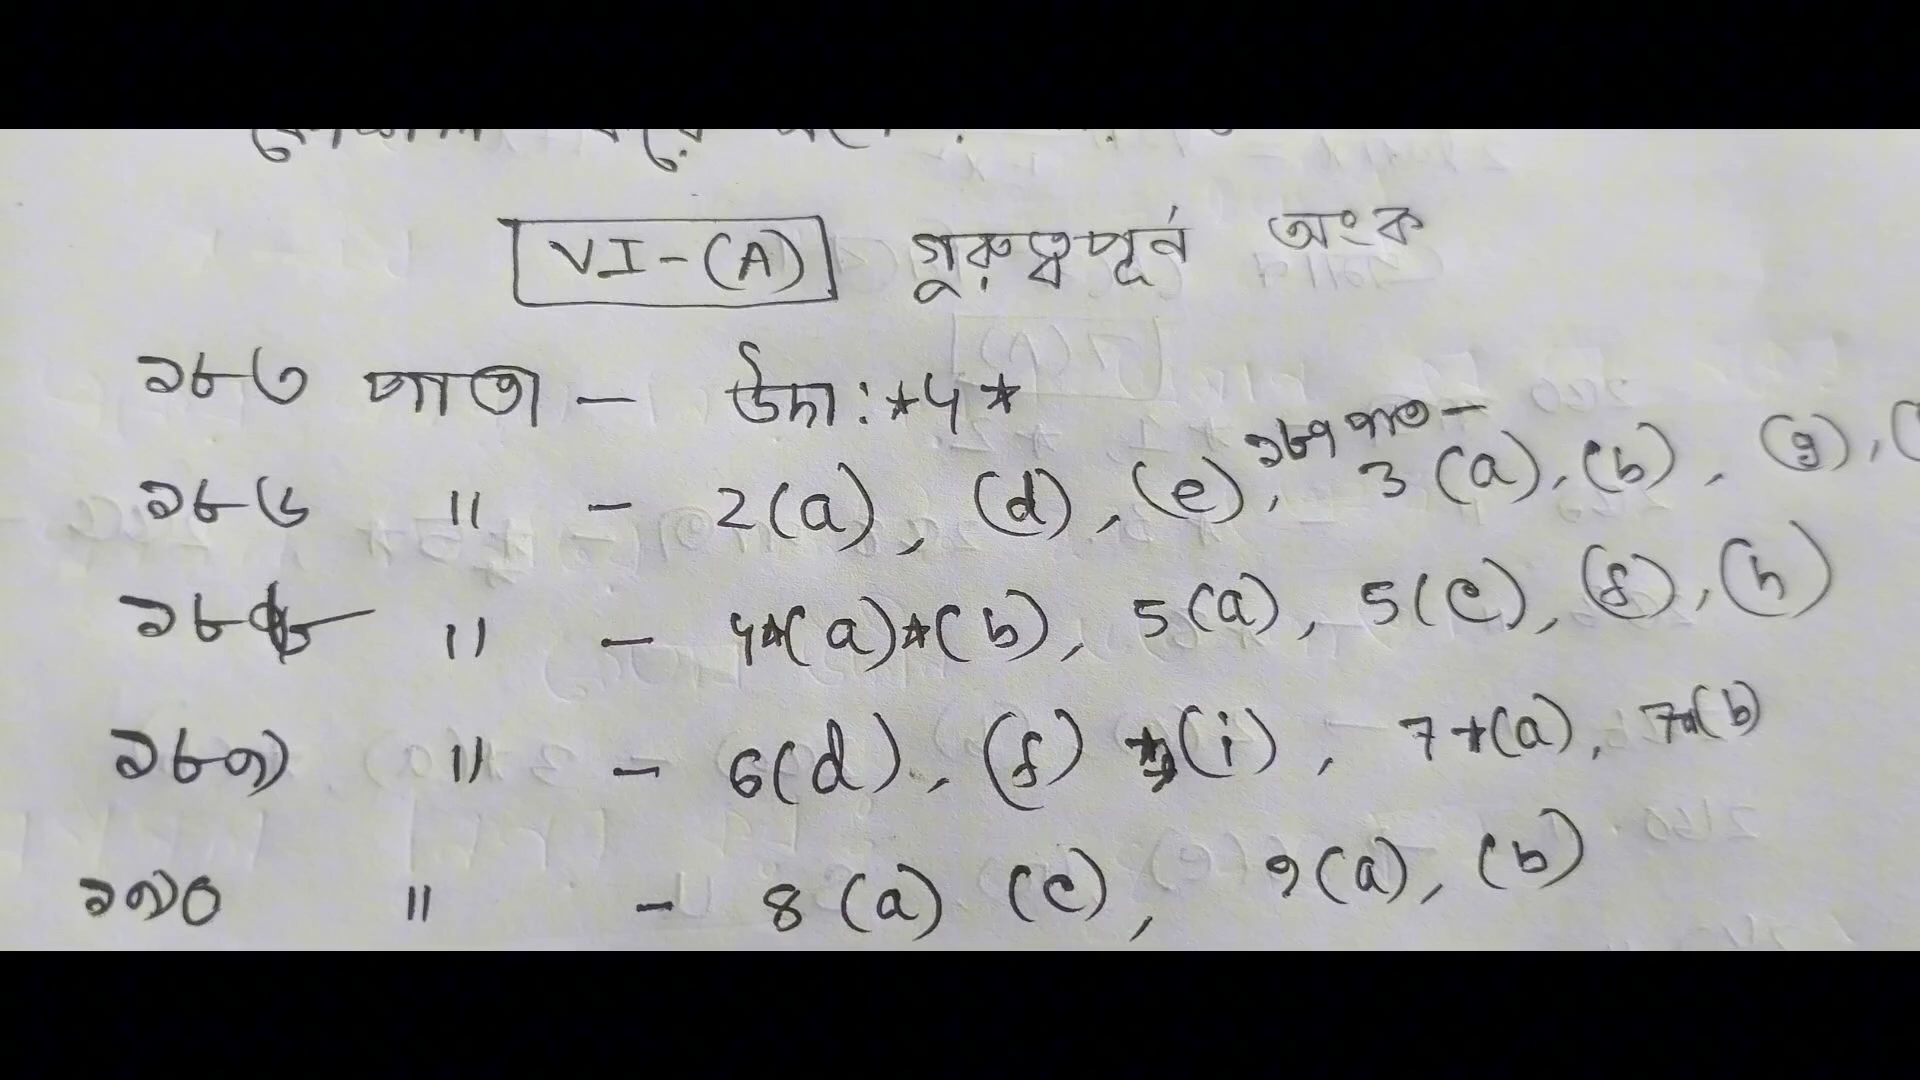 VI-(A) গুরুত্বপূর্ন অংক
১৮৩ পাতা - উদা: *4*
১৮৭ পাতা -
১৮৬ " - 2(a), (d), (e), 3(a), (b), (g),
১৮৮ " - 4*(a)*(b), 5(a), 5(c), (f), (h)
১৮৯ " - 6(d), (f) *(i), 7*(a), 7*(b)
১৯০ " - 8(a) (c), 9(a), (b)